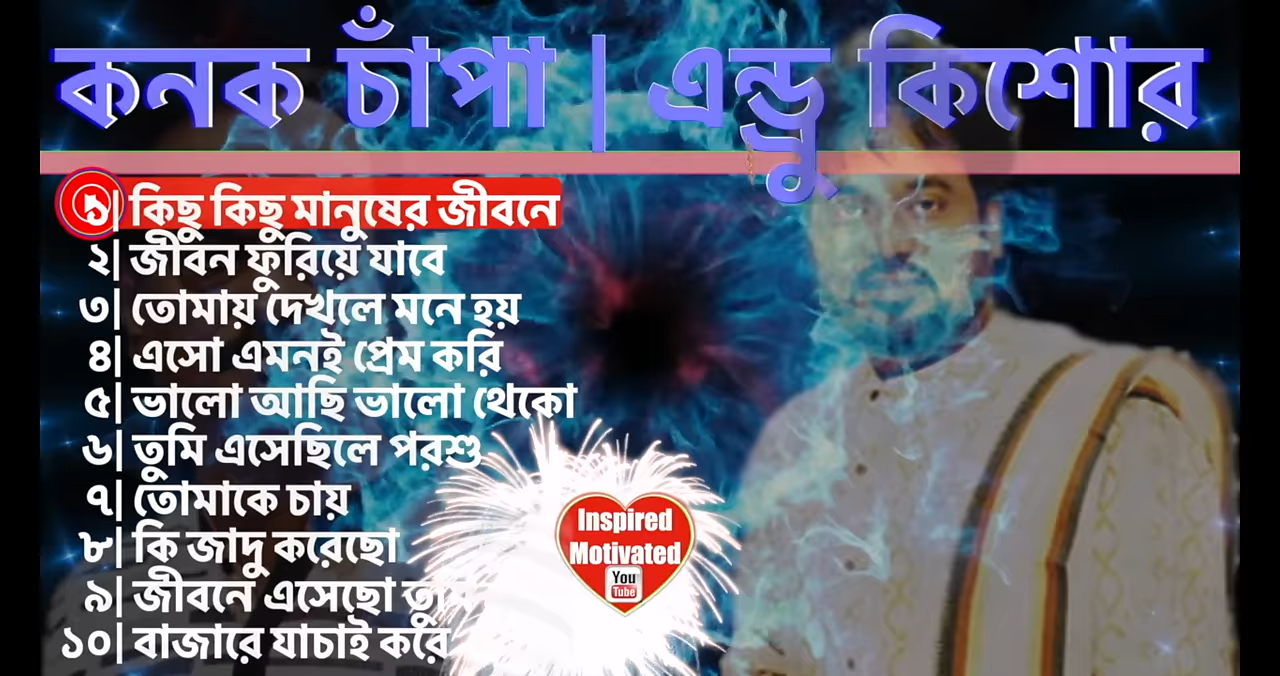 কনক চাঁপা | এন্ড্রু কিশোর
১| কিছু কিছু মানুষের জীবনে
২| জীবন ফুরিয়ে যাবে
৩| তোমায় দেখলে মনে হয়
৪| এসো এমনই প্রেম করি
৫| ভালো আছি ভালো থেকো
৬| তুমি এসেছিলে পরশু
৭| তোমাকে চায়
৮| কি জাদু করেছো
৯| জীবনে এসেছো
১০| বাজারে যাচাই করে
Inspired
Motivated
You
Tube